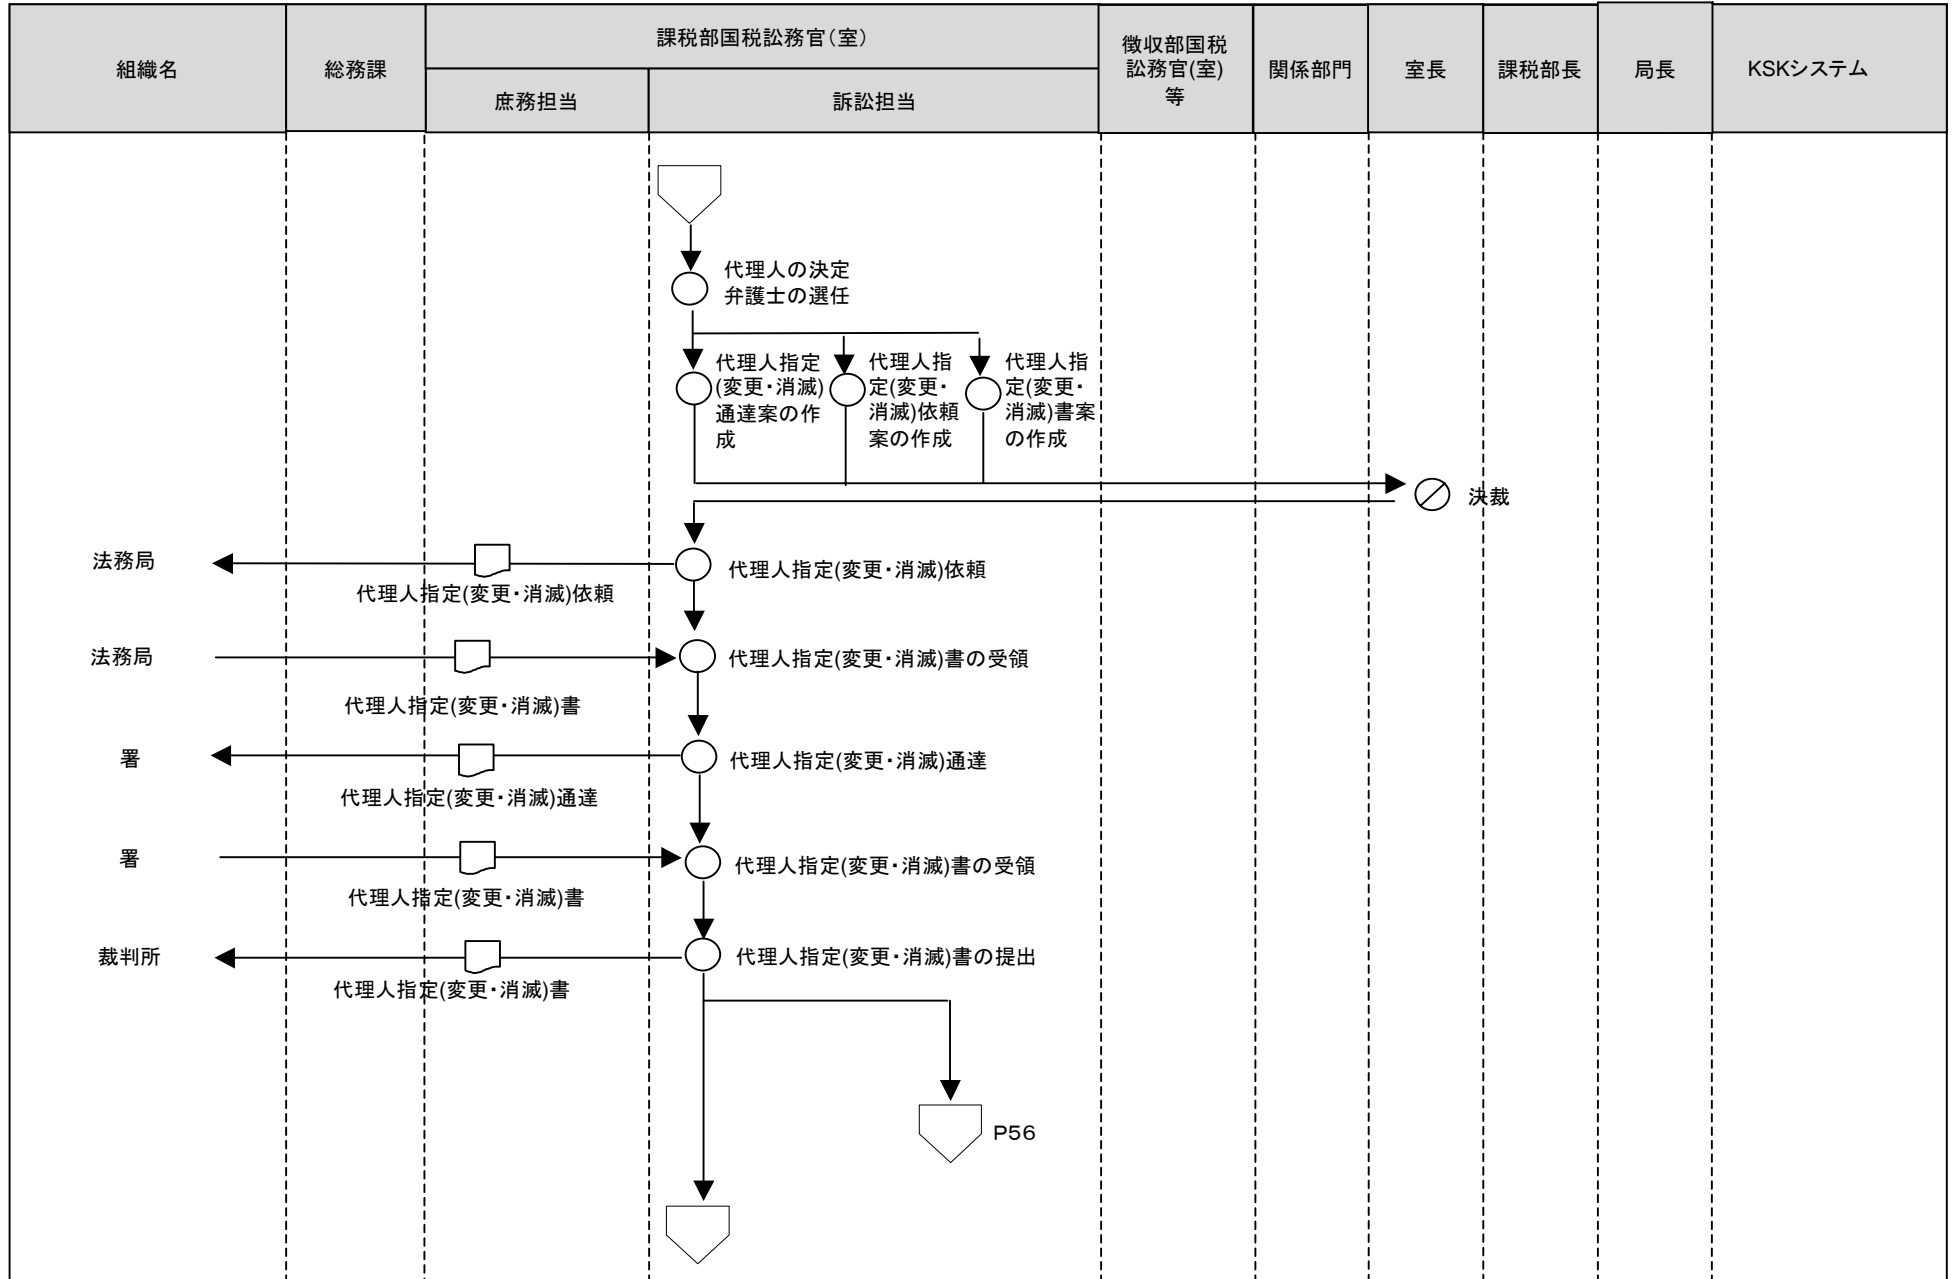 組織名
総務課
課税部国税訟務官（室）
庶務担当
訴訟担当
徴収部国税
訟務官(室)
等
関係部門
室長
課税部長
局長
KSKシステム
代理人の決定
弁護士の選任
代理人指定
(変更・消滅)
通達案の作
成
代理人指
定(変更・
消滅)依頼
案の作成
代理人指
定(変更・
消滅)書案
の作成
決裁
法務局
代理人指定(変更・消滅)依頼
代理人指定(変更・消滅)依頼
法務局
代理人指定(変更・消滅)書の受領
代理人指定(変更・消滅)書
署
代理人指定(変更・消滅)通達
代理人指定(変更・消滅)通達
署
代理人指定(変更・消滅)書の受領
代理人指定(変更・消滅)書
裁判所
代理人指定(変更・消滅)書の提出
代理人指定(変更・消滅)書
P56